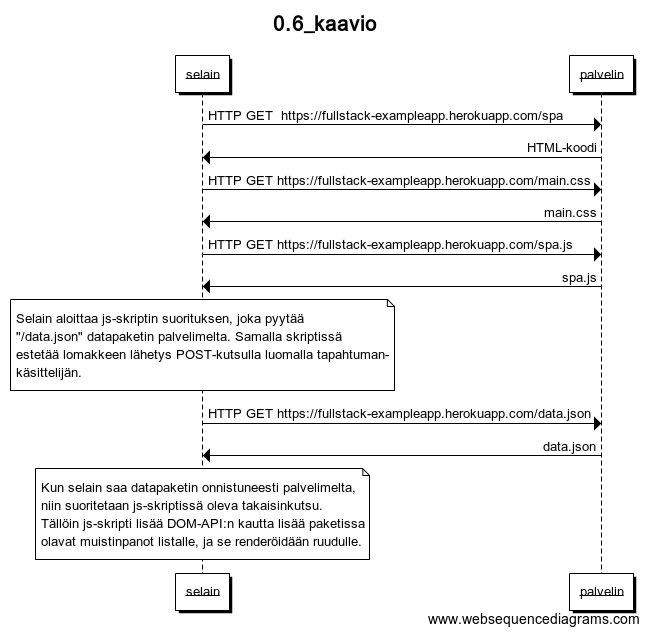 0.6_kaavio
selain
palvelin
HTTP GET  https://fullstack-exampleapp.herokuapp.com/spa
HTML-koodi
HTTP GET https://fullstack-exampleapp.herokuapp.com/main.css
main.css
HTTP GET https://fullstack-exampleapp.herokuapp.com/spa.js
spa.js
Selain aloittaa js-skriptin suorituksen, joka pyytää
"/data.json" datapaketin palvelimelta. Samalla skriptissä
estetää lomakkeen lähetys POST-kutsulla luomalla tapahtuman-
käsittelijän.
HTTP GET https://fullstack-exampleapp.herokuapp.com/data.json
data.json
Kun selain saa datapaketin onnistuneesti palvelimelta,
niin suoritetaan js-skriptissä oleva takaisinkutsu.
Tällöin js-skripti lisää DOM-API:n kautta lisää paketissa
olavat muistinpanot listalle, ja se renderöidään ruudulle.
selain
palvelin
www.websequencediagrams.com